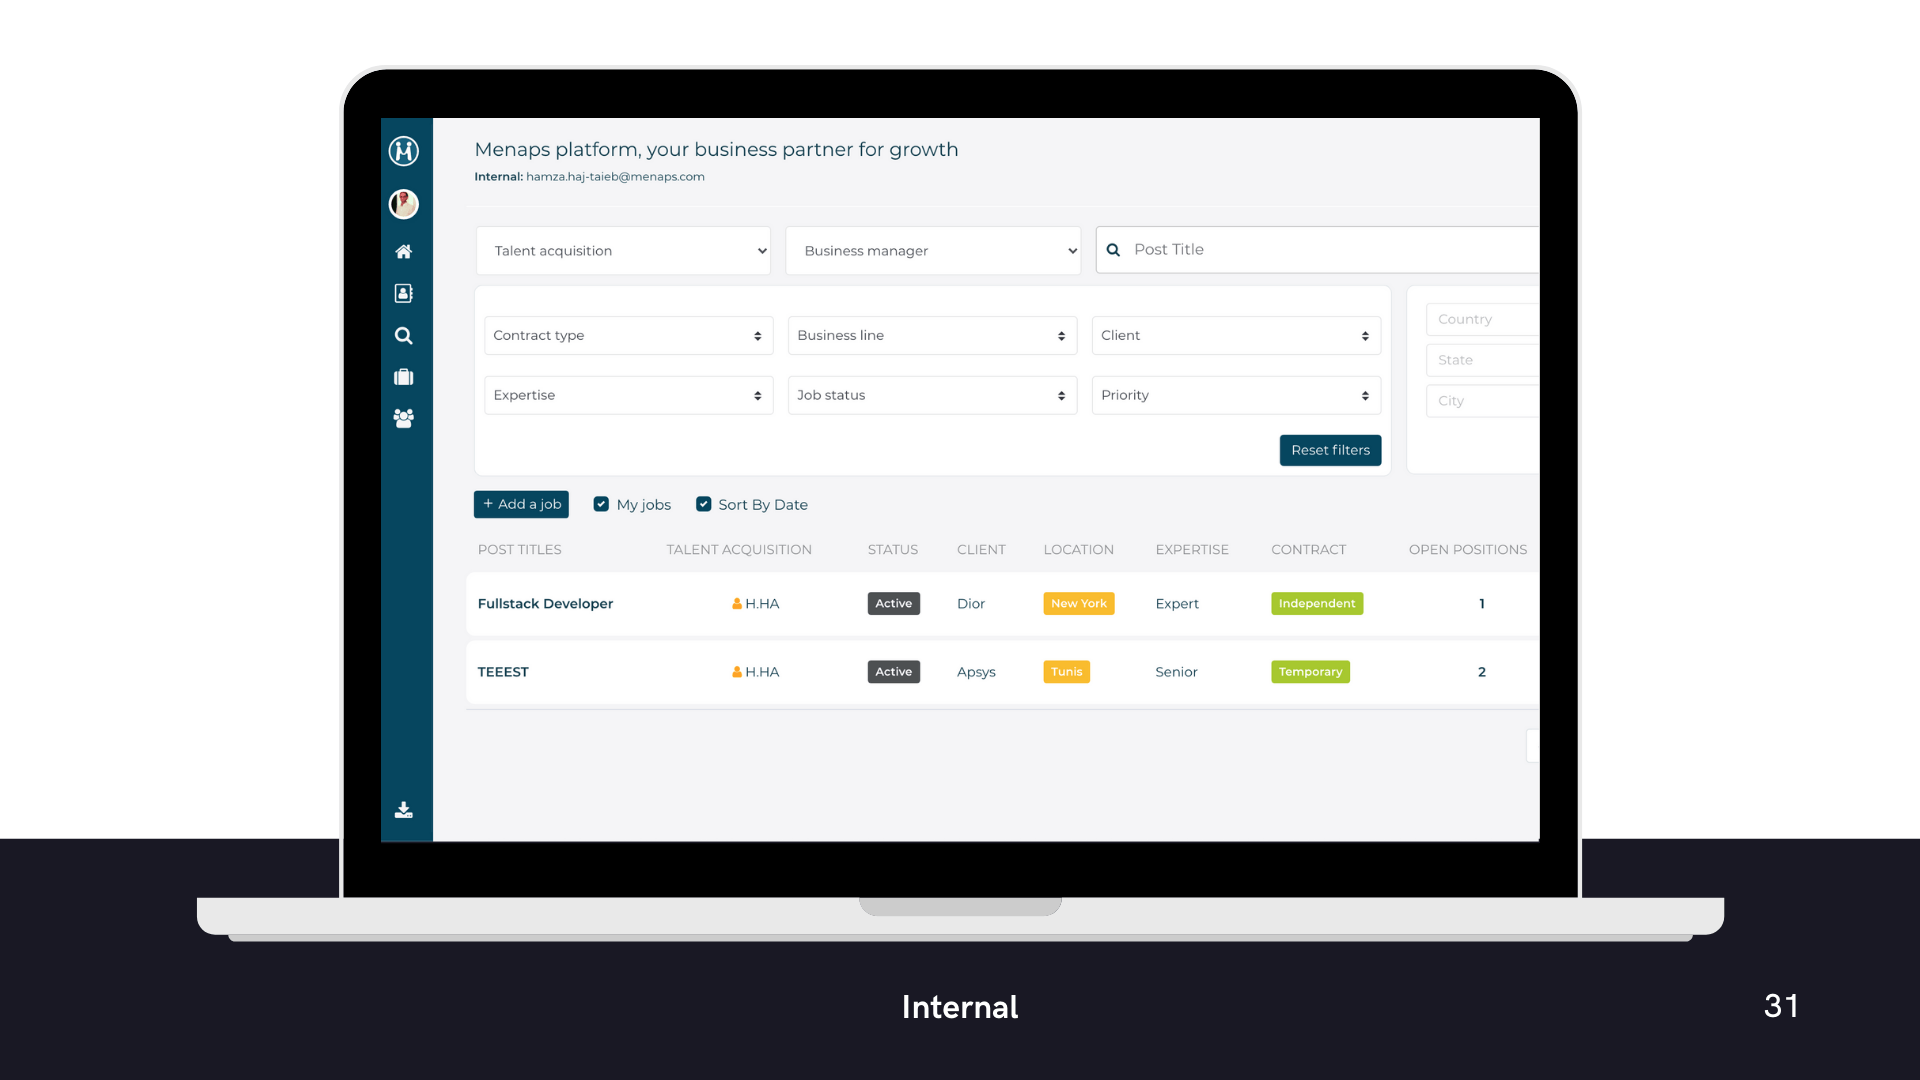 Menaps platform, your business partner for growth
Internal: hamza.haj-taieb@menaps.com
Talent acquisition Business manager Post Title
Contract type Business line Client Country
State
Expertise Job status Priority City
Reset filters
+ Add a job My jobs Sort By Date
POST TITLES TALENT ACQUISITION STATUS CLIENT LOCATION EXPERTISE CONTRACT OPEN POSITIONS
Fullstack Developer H.HA Active Dior New York Expert Independent 1
TEEEST H.HA Active Apsys Tunis Senior Temporary 2
Internal 31